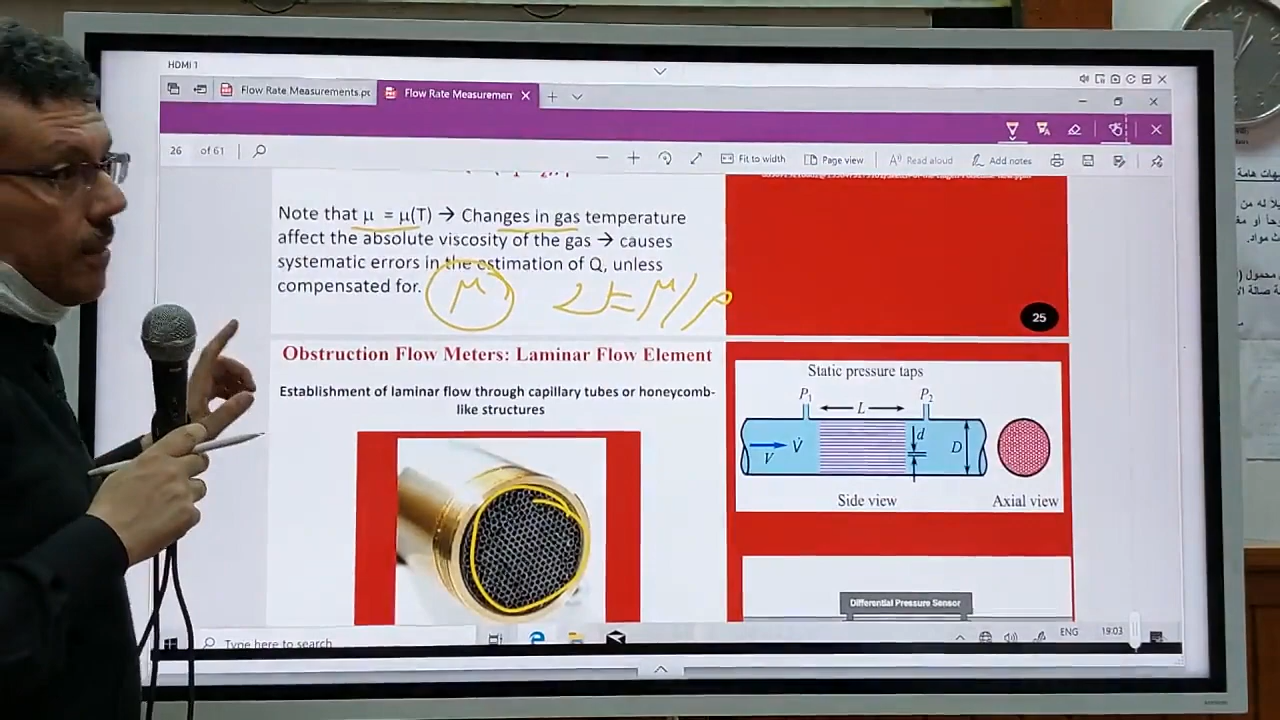 HDMI 1
Flow Rate Measurements.pc
Flow Rate Measuremen
26 of 61
Fit to width
Page view
Read aloud
Add notes
Note that μ = μ(T) → Changes in gas temperature
affect the absolute viscosity of the gas → causes
systematic errors in the estimation of Q, unless
compensated for.
μ
ν = μ/ρ
25
Obstruction Flow Meters: Laminar Flow Element
Establishment of laminar flow through capillary tubes or honeycomb-
like structures
Static pressure taps
P₁ L P₂
V V̇ d D
Side view Axial view
Differential Pressure Sensor
Type here to search
ENG
19:03